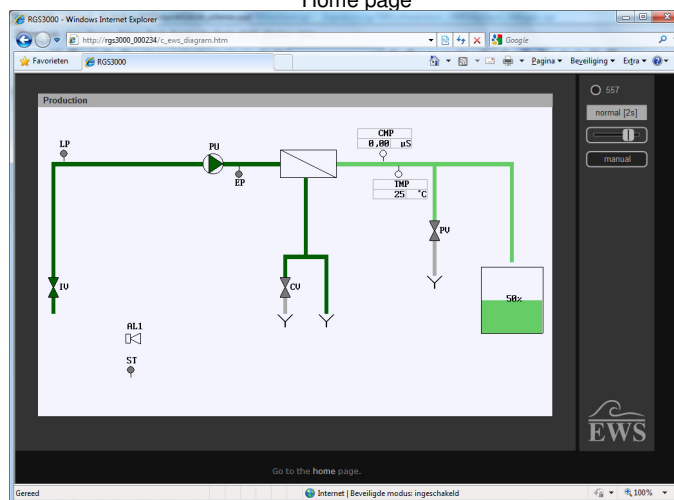 Home page
RGS3000 - Windows Internet Explorer
http://rgs3000_000234/c_ews_diagram.htm
Google
Favorieten
RGS3000
Pagina
Beveiliging
Extra
557
Production
normal [2s]
CMP
0,00 µS
LP
PU
manual
EP
TMP
25 °C
PV
IV
CV
50%
AL1
ST
EWS
Go to the home page.
Gereed
Internet | Beveiligde modus: ingeschakeld
100%